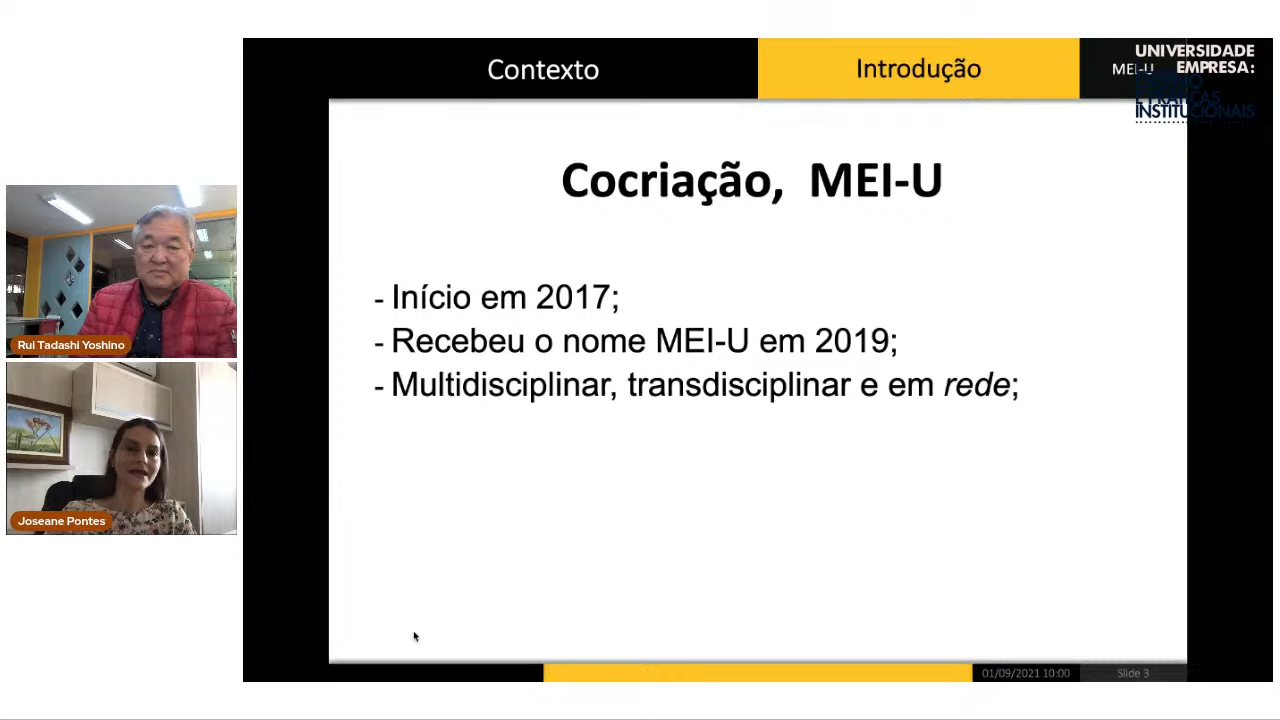 Contexto
Introdução
MEI-U
UNIVERSIDADE
EMPRESA:
INSTITUCIONAIS
Cocriação, MEI-U
- Início em 2017;
- Recebeu o nome MEI-U em 2019;
- Multidisciplinar, transdisciplinar e em rede;
Rui Tadashi Yoshino
Joseane Pontes
01/09/2021 10:00
Slide 3